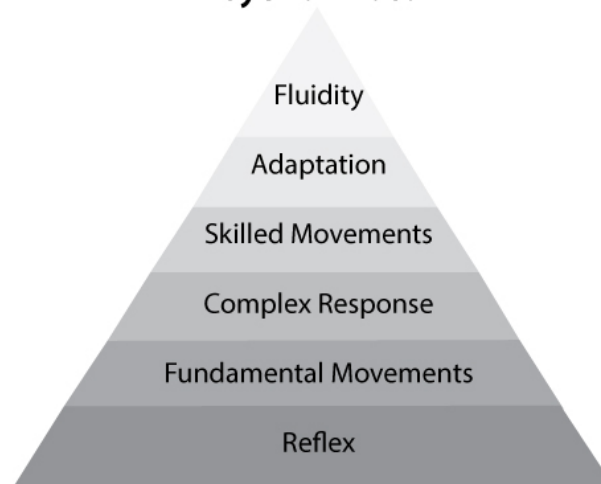 Fluidity
Adaptation
Skilled Movements
Complex Response
Fundamental Movements
Reflex